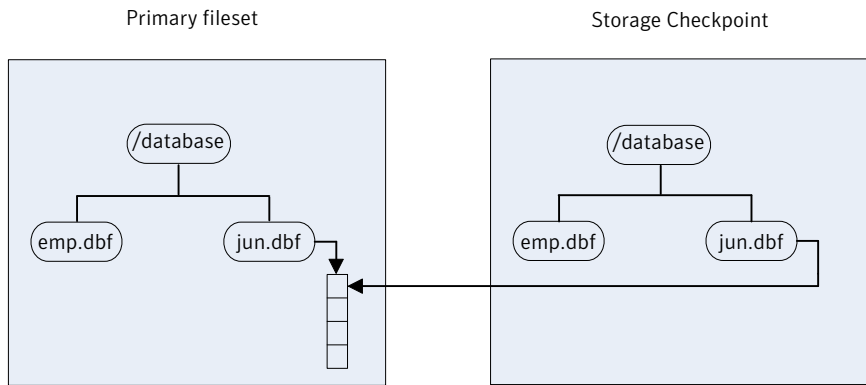 Primary fileset
Storage Checkpoint
/database
emp.dbf
jun.dbf
/database
emp.dbf
jun.dbf